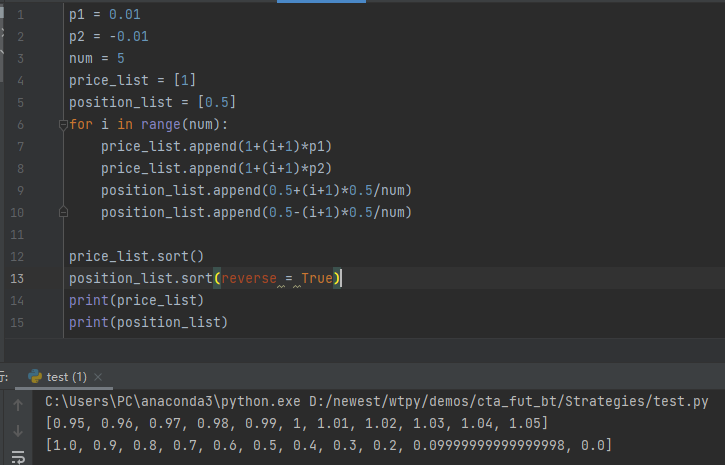 1 p1 = 0.01
2 p2 = -0.01
3 num = 5
4 price_list = [1]
5 position_list = [0.5]
6 for i in range(num):
7 price_list.append(1+(i+1)*p1)
8 price_list.append(1+(i+1)*p2)
9 position_list.append(0.5+(i+1)*0.5/num)
10 position_list.append(0.5-(i+1)*0.5/num)
11
12 price_list.sort()
13 position_list.sort(reverse = True)
14 print(price_list)
15 print(position_list)
行: test (1) ×
C:\Users\PC\anaconda3\python.exe D:/newest/wtpy/demos/cta_fut_bt/Strategies/test.py
[0.95, 0.96, 0.97, 0.98, 0.99, 1, 1.01, 1.02, 1.03, 1.04, 1.05]
[1.0, 0.9, 0.8, 0.7, 0.6, 0.5, 0.4, 0.3, 0.2, 0.09999999999999998, 0.0]